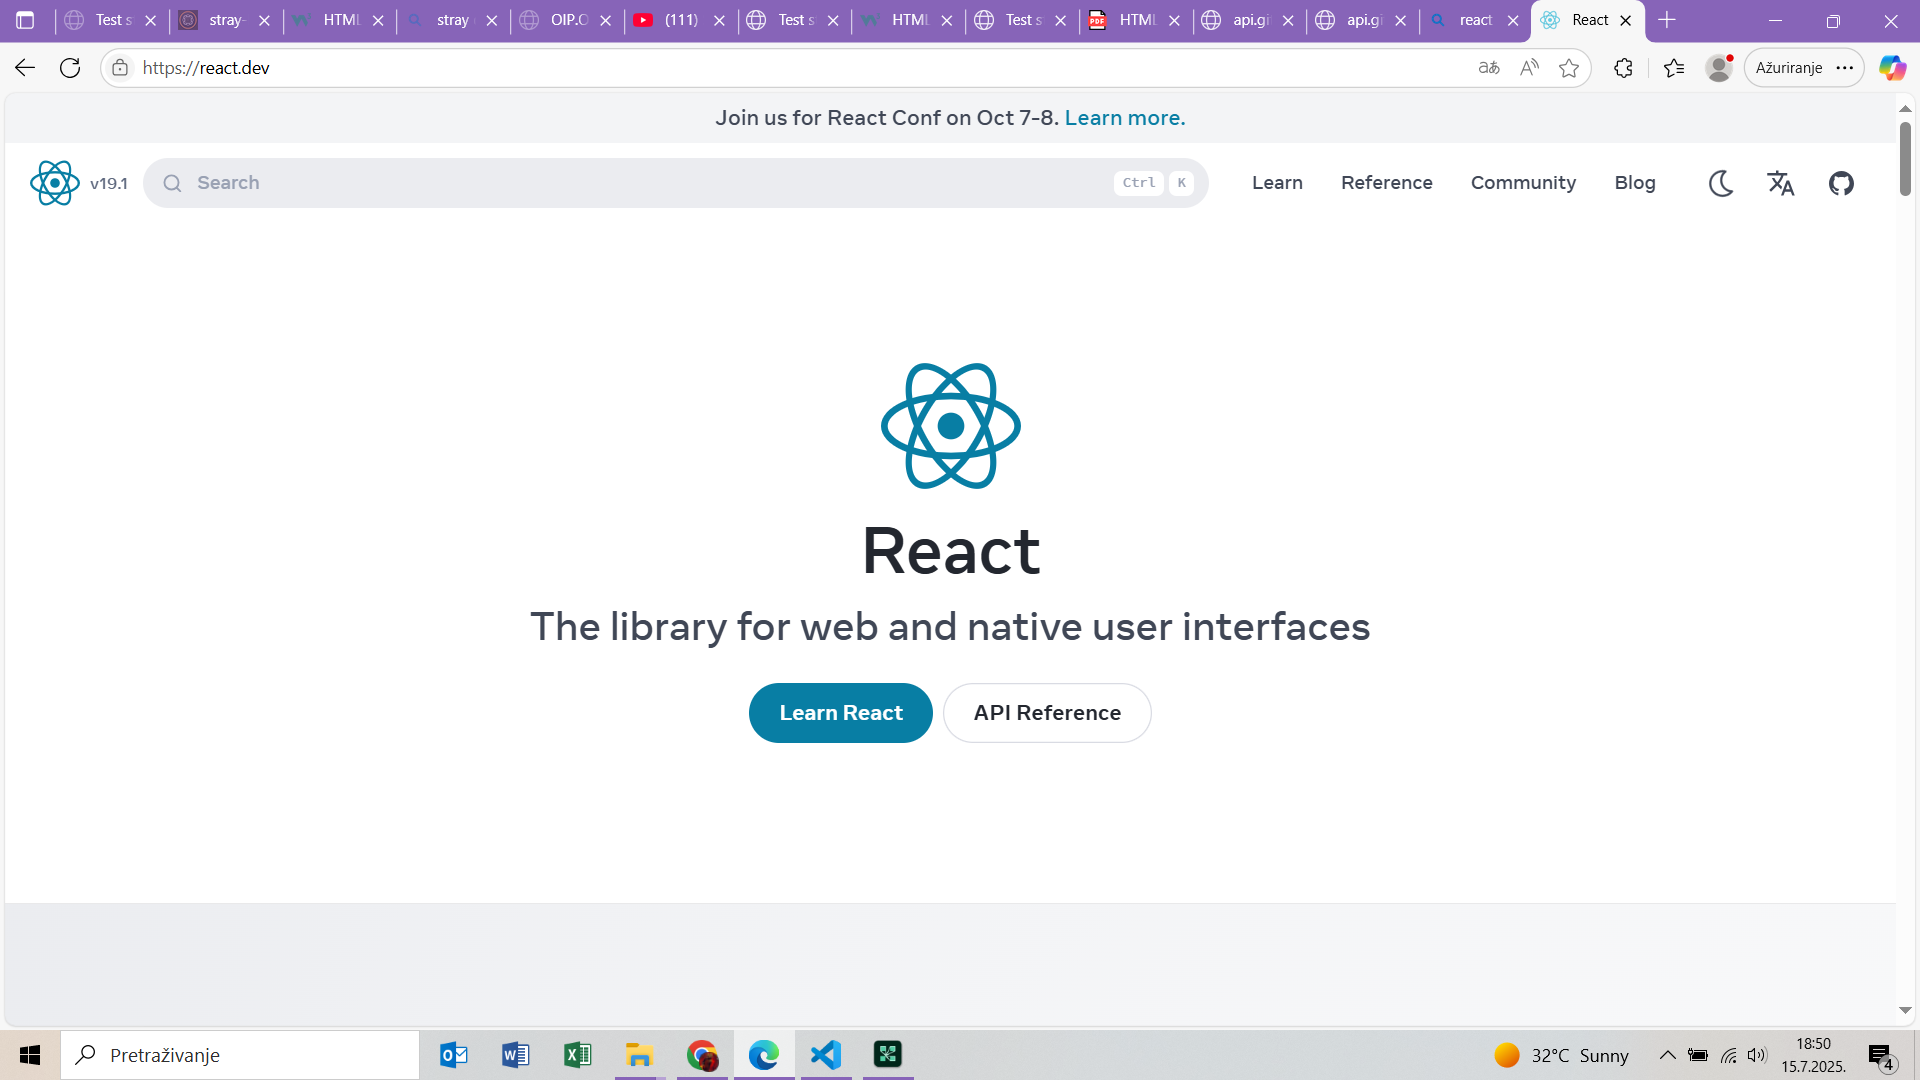 Test s
stray-
HTML
stray
OIP.O
(111)
Test s
HTML
Test s
HTML
api.gi
api.gi
react
React
https://react.dev
Ažuriranje
Join us for React Conf on Oct 7-8. Learn more.
v19.1
Search
Ctrl K
Learn
Reference
Community
Blog
React
The library for web and native user interfaces
Learn React
API Reference
Pretraživanje
32°C Sunny
18:50
15.7.2025.
4